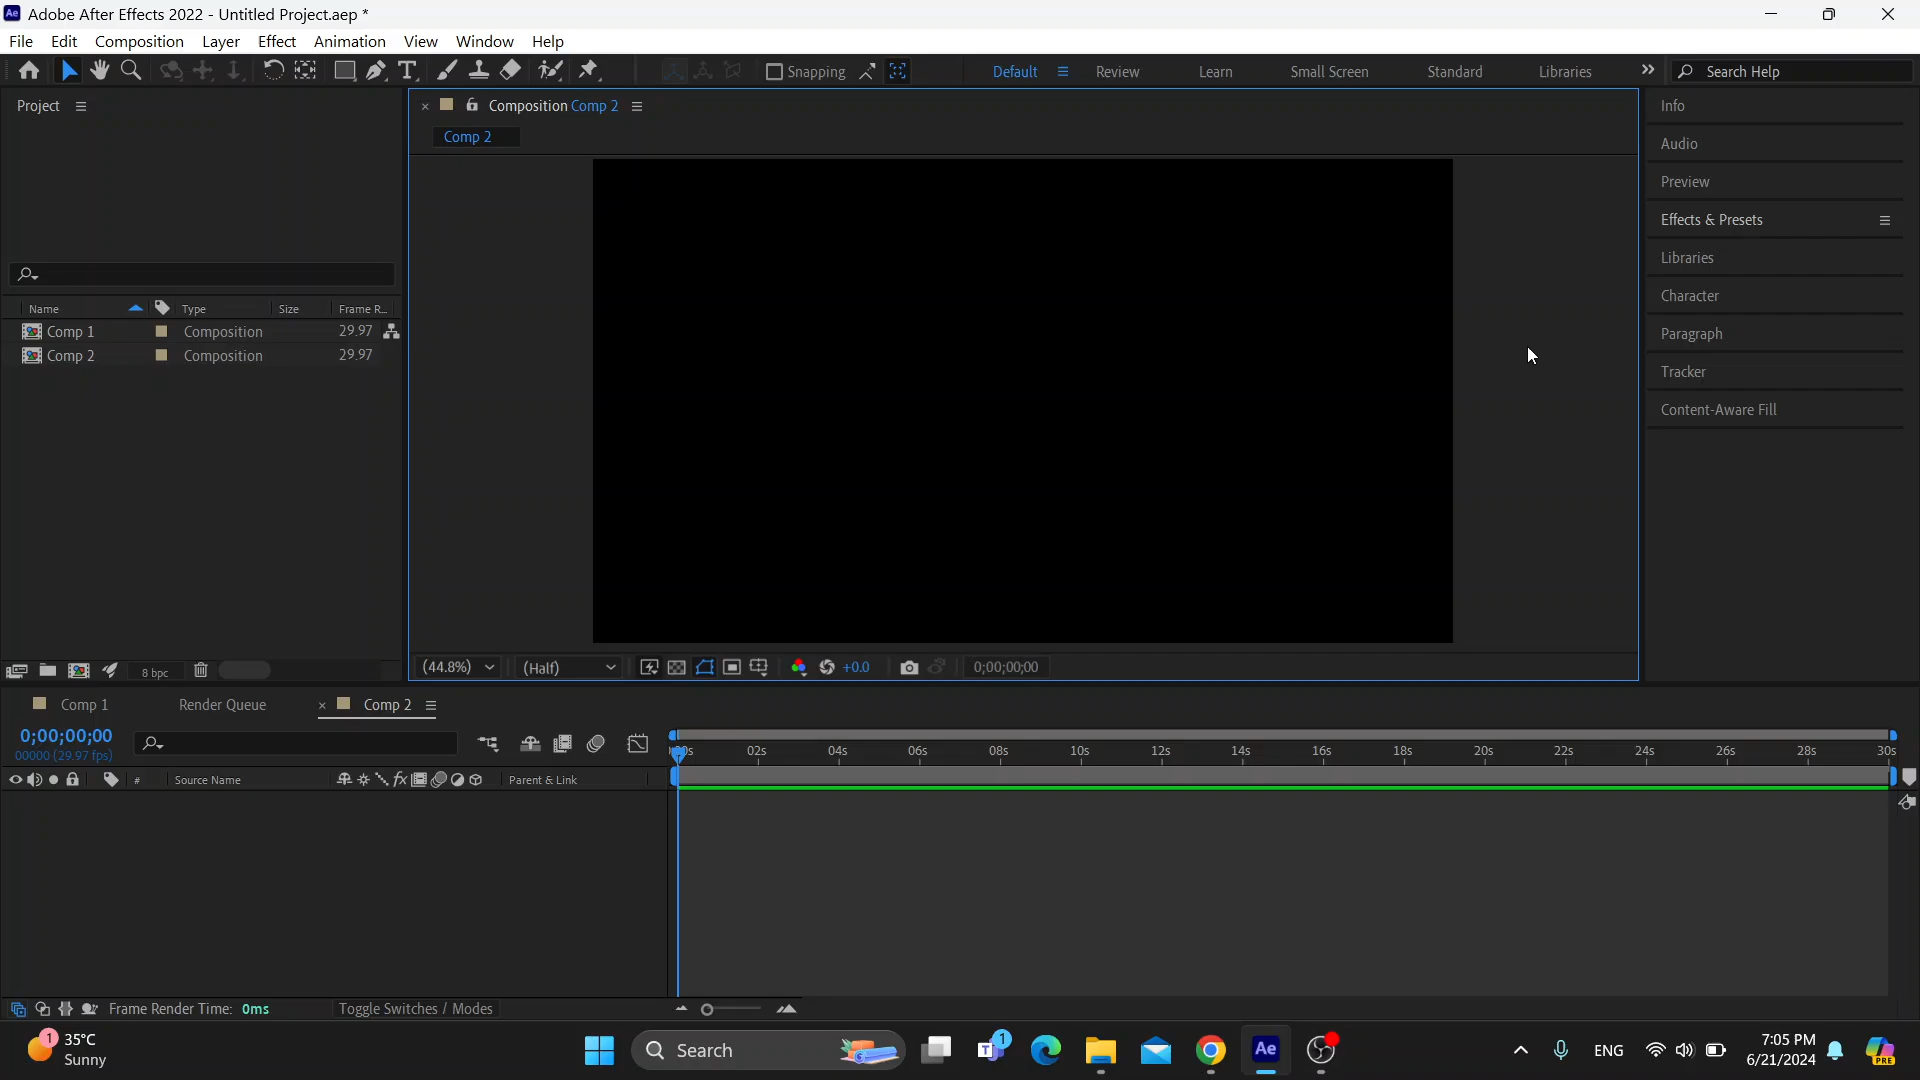 Ae Adobe After Effects 2022 - Untitled Project.aep *
File Edit Composition Layer Effect Animation View Window Help
Snapping Default Review Learn Small Screen Standard Libraries Search Help
Project
Composition Comp 2
Comp 2
Name Type Size Frame R...
Comp 1 Composition 29.97
Comp 2 Composition 29.97
8 bpc
(44.8%) (Half) +0.0 0;00;00;00
Info
Audio
Preview
Effects & Presets
Libraries
Character
Paragraph
Tracker
Content-Aware Fill
Comp 1 Render Queue Comp 2
0;00;00;00
00000 (29.97 fps)
02s 04s 06s 08s 10s 12s 14s 16s 18s 20s 22s 24s 26s 28s 30s
# Source Name fx Parent & Link
Frame Render Time: 0ms Toggle Switches / Modes
1 35°C
Sunny
Search
1
Ae
ENG
7:05 PM
6/21/2024
PRE